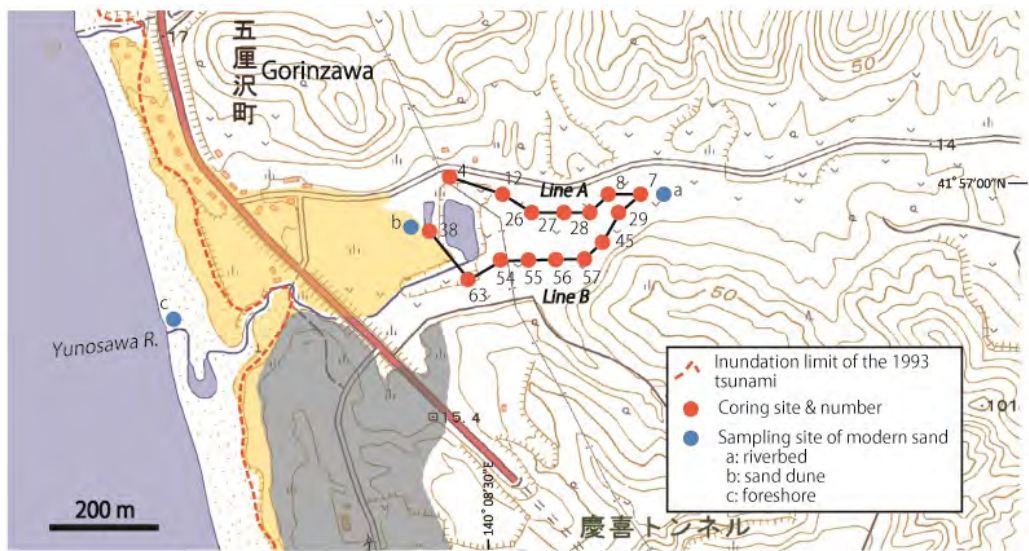 17
五厘沢町
Gorinzawa
50
14
41° 57′ 00″ N
4
12
Line A
8
7
a
26
27
28
29
b
38
45
54
55
56
57
63
Line B
50
c
Yunosawa R.
15.4
140° 08′ 30″ E
200 m
慶喜トンネル
101
Inundation limit of the 1993
tsunami
Coring site & number
Sampling site of modern sand
a: riverbed
b: sand dune
c: foreshore